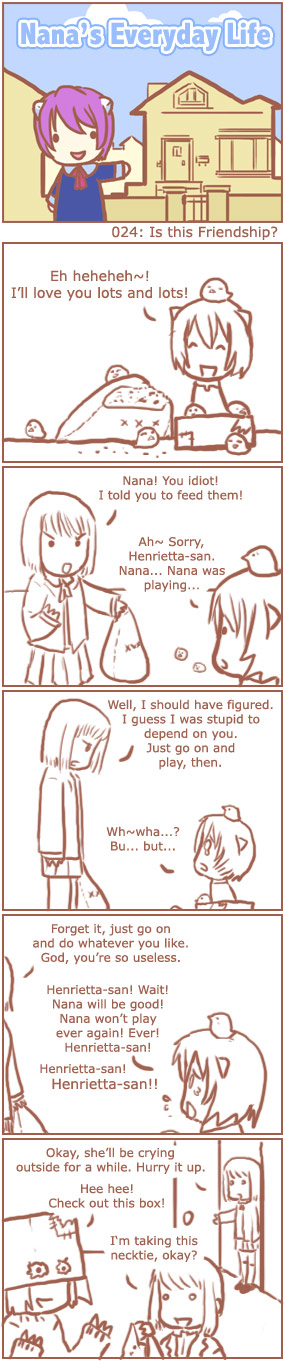 Nana's Everyday Life
024: Is this Friendship?
Eh heheheh~!
I'll love you lots and lots!
Nana! You idiot!
I told you to feed them!
Ah~ Sorry,
Henrietta-san.
Nana... Nana was
playing...
Well, I should have figured.
I guess I was stupid to
depend on you.
Just go on and
play, then.
Wh~wha...?
Bu... but...
Forget it, just go on
and do whatever you like.
God, you're so useless.
Henrietta-san! Wait!
Nana will be good!
Nana won't play
ever again! Ever!
Henrietta-san!
Henrietta-san!
Henrietta-san!!
Okay, she'll be crying
outside for a while. Hurry it up.
Hee hee!
Check out this box!
I'm taking this
necktie, okay?